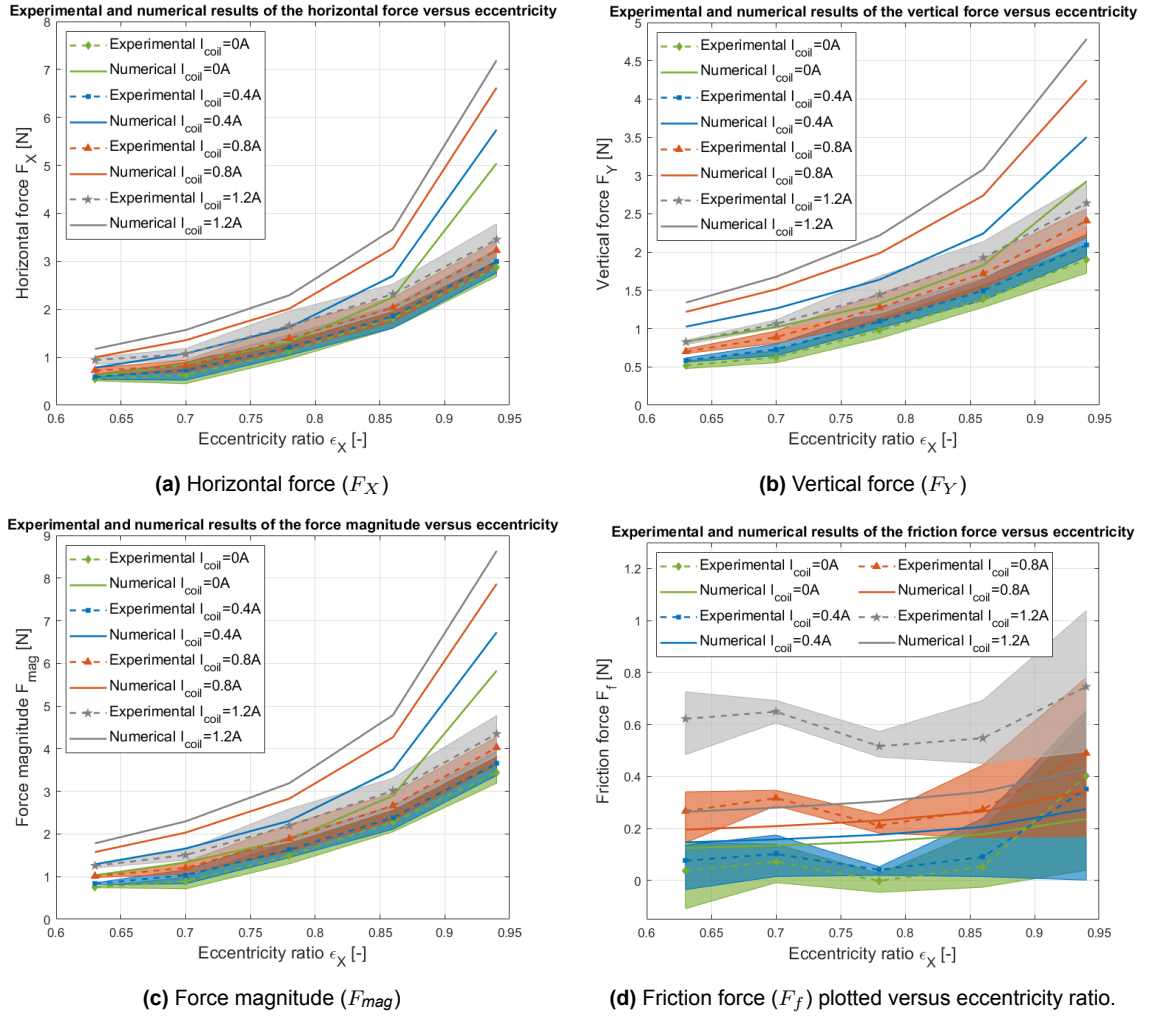 Experimental and numerical results of the horizontal force versus eccentricity
8
7
6
5
4
3
2
1
0
Horizontal force F_X [N]
Experimental I_coil=0A
Numerical I_coil=0A
Experimental I_coil=0.4A
Numerical I_coil=0.4A
Experimental I_coil=0.8A
Numerical I_coil=0.8A
Experimental I_coil=1.2A
Numerical I_coil=1.2A
0.6 0.65 0.7 0.75 0.8 0.85 0.9 0.95
Eccentricity ratio ϵ_X [-]
(a) Horizontal force (F_X)
Experimental and numerical results of the vertical force versus eccentricity
5
4.5
4
3.5
3
2.5
2
1.5
1
0.5
0
Vertical force F_Y [N]
Experimental I_coil=0A
Numerical I_coil=0A
Experimental I_coil=0.4A
Numerical I_coil=0.4A
Experimental I_coil=0.8A
Numerical I_coil=0.8A
Experimental I_coil=1.2A
Numerical I_coil=1.2A
0.6 0.65 0.7 0.75 0.8 0.85 0.9 0.95
Eccentricity ratio ϵ_X [-]
(b) Vertical force (F_Y)
Experimental and numerical results of the force magnitude versus eccentricity
9
8
7
6
5
4
3
2
1
0
Force magnitude F_mag [N]
Experimental I_coil=0A
Numerical I_coil=0A
Experimental I_coil=0.4A
Numerical I_coil=0.4A
Experimental I_coil=0.8A
Numerical I_coil=0.8A
Experimental I_coil=1.2A
Numerical I_coil=1.2A
0.6 0.65 0.7 0.75 0.8 0.85 0.9 0.95
Eccentricity ratio ϵ_X [-]
(c) Force magnitude (F_mag)
Experimental and numerical results of the friction force versus eccentricity
1.2
1
0.8
0.6
0.4
0.2
0
Friction force F_f [N]
Experimental I_coil=0A Experimental I_coil=0.8A
Numerical I_coil=0A Numerical I_coil=0.8A
Experimental I_coil=0.4A Experimental I_coil=1.2A
Numerical I_coil=0.4A Numerical I_coil=1.2A
0.6 0.65 0.7 0.75 0.8 0.85 0.9 0.95
Eccentricity ratio ϵ_X [-]
(d) Friction force (F_f) plotted versus eccentricity ratio.